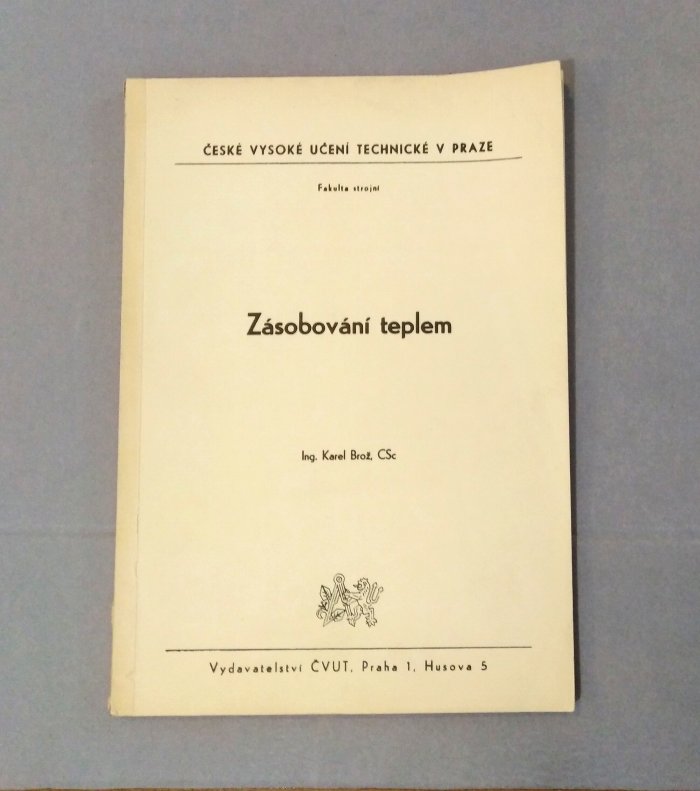 ČESKÉ VYSOKÉ UČENÍ TECHNICKÉ V PRAZE
Fakulta strojní
Zásobování teplem
Ing. Karel Brož, CSc
Vydavatelství ČVUT, Praha 1, Husova 5